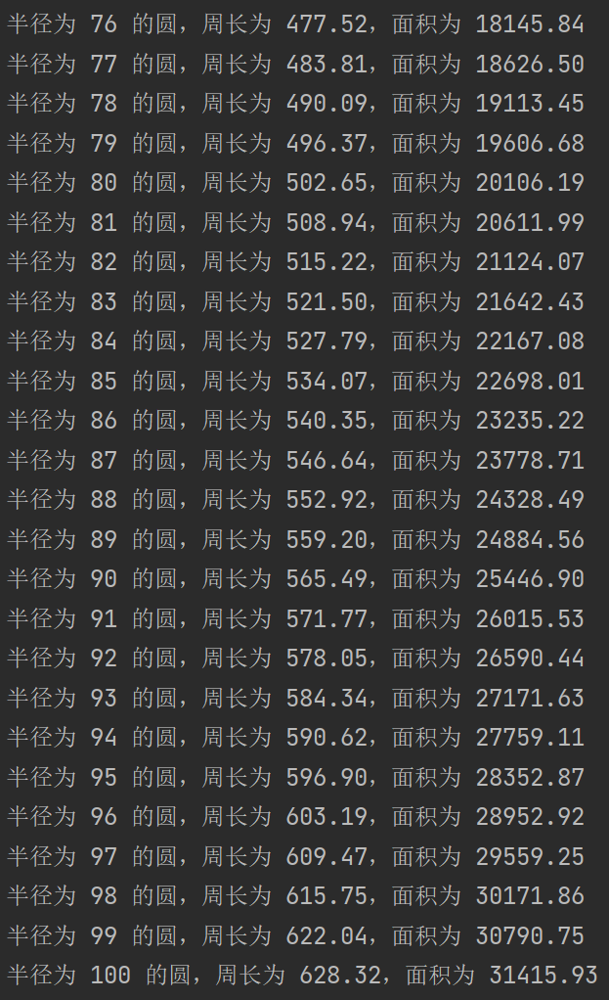 半径为 76 的圆，周长为 477.52，面积为 18145.84
半径为 77 的圆，周长为 483.81，面积为 18626.50
半径为 78 的圆，周长为 490.09，面积为 19113.45
半径为 79 的圆，周长为 496.37，面积为 19606.68
半径为 80 的圆，周长为 502.65，面积为 20106.19
半径为 81 的圆，周长为 508.94，面积为 20611.99
半径为 82 的圆，周长为 515.22，面积为 21124.07
半径为 83 的圆，周长为 521.50，面积为 21642.43
半径为 84 的圆，周长为 527.79，面积为 22167.08
半径为 85 的圆，周长为 534.07，面积为 22698.01
半径为 86 的圆，周长为 540.35，面积为 23235.22
半径为 87 的圆，周长为 546.64，面积为 23778.71
半径为 88 的圆，周长为 552.92，面积为 24328.49
半径为 89 的圆，周长为 559.20，面积为 24884.56
半径为 90 的圆，周长为 565.49，面积为 25446.90
半径为 91 的圆，周长为 571.77，面积为 26015.53
半径为 92 的圆，周长为 578.05，面积为 26590.44
半径为 93 的圆，周长为 584.34，面积为 27171.63
半径为 94 的圆，周长为 590.62，面积为 27759.11
半径为 95 的圆，周长为 596.90，面积为 28352.87
半径为 96 的圆，周长为 603.19，面积为 28952.92
半径为 97 的圆，周长为 609.47，面积为 29559.25
半径为 98 的圆，周长为 615.75，面积为 30171.86
半径为 99 的圆，周长为 622.04，面积为 30790.75
半径为 100 的圆，周长为 628.32，面积为 31415.93